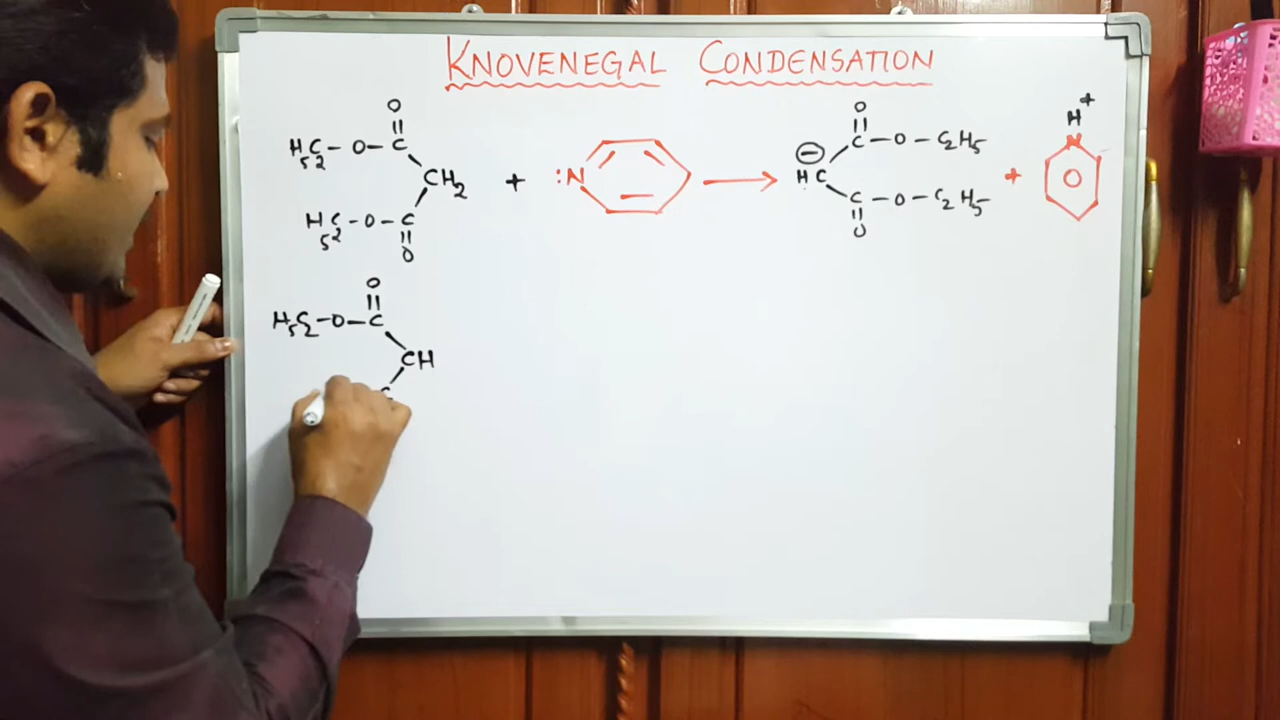 KNOVENEGAL CONDENSATION
O
||
H5C2-O-C
CH2
H5C2-O-C
||
O
+
:N
→
O
||
C-O-C2H5
⊖
HC
C-O-C2H5
||
O
+
H+
N
O
||
H5C2-O-C
CH
C